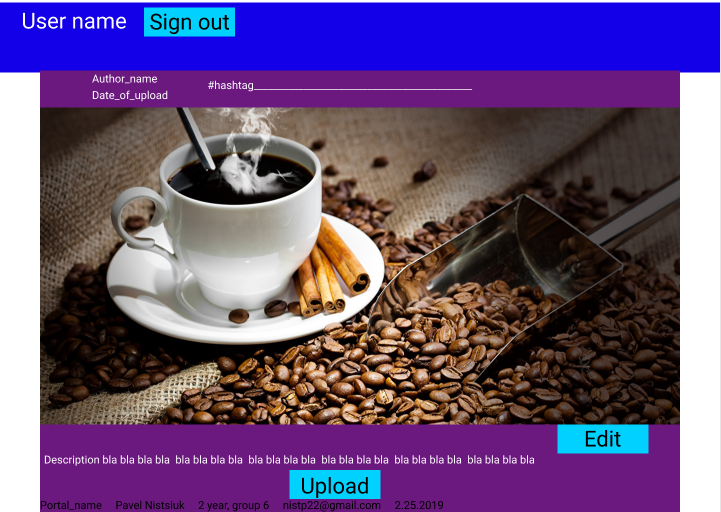 User name Sign out
Author_name
Date_of_upload
#hashtag________________________________________
Edit
Description bla bla bla bla bla bla bla bla bla bla bla bla bla bla bla bla bla bla bla bla bla bla bla bla
Upload
Portal_name Pavel Nistsiuk 2 year, group 6 nistp22@gmail.com 2.25.2019